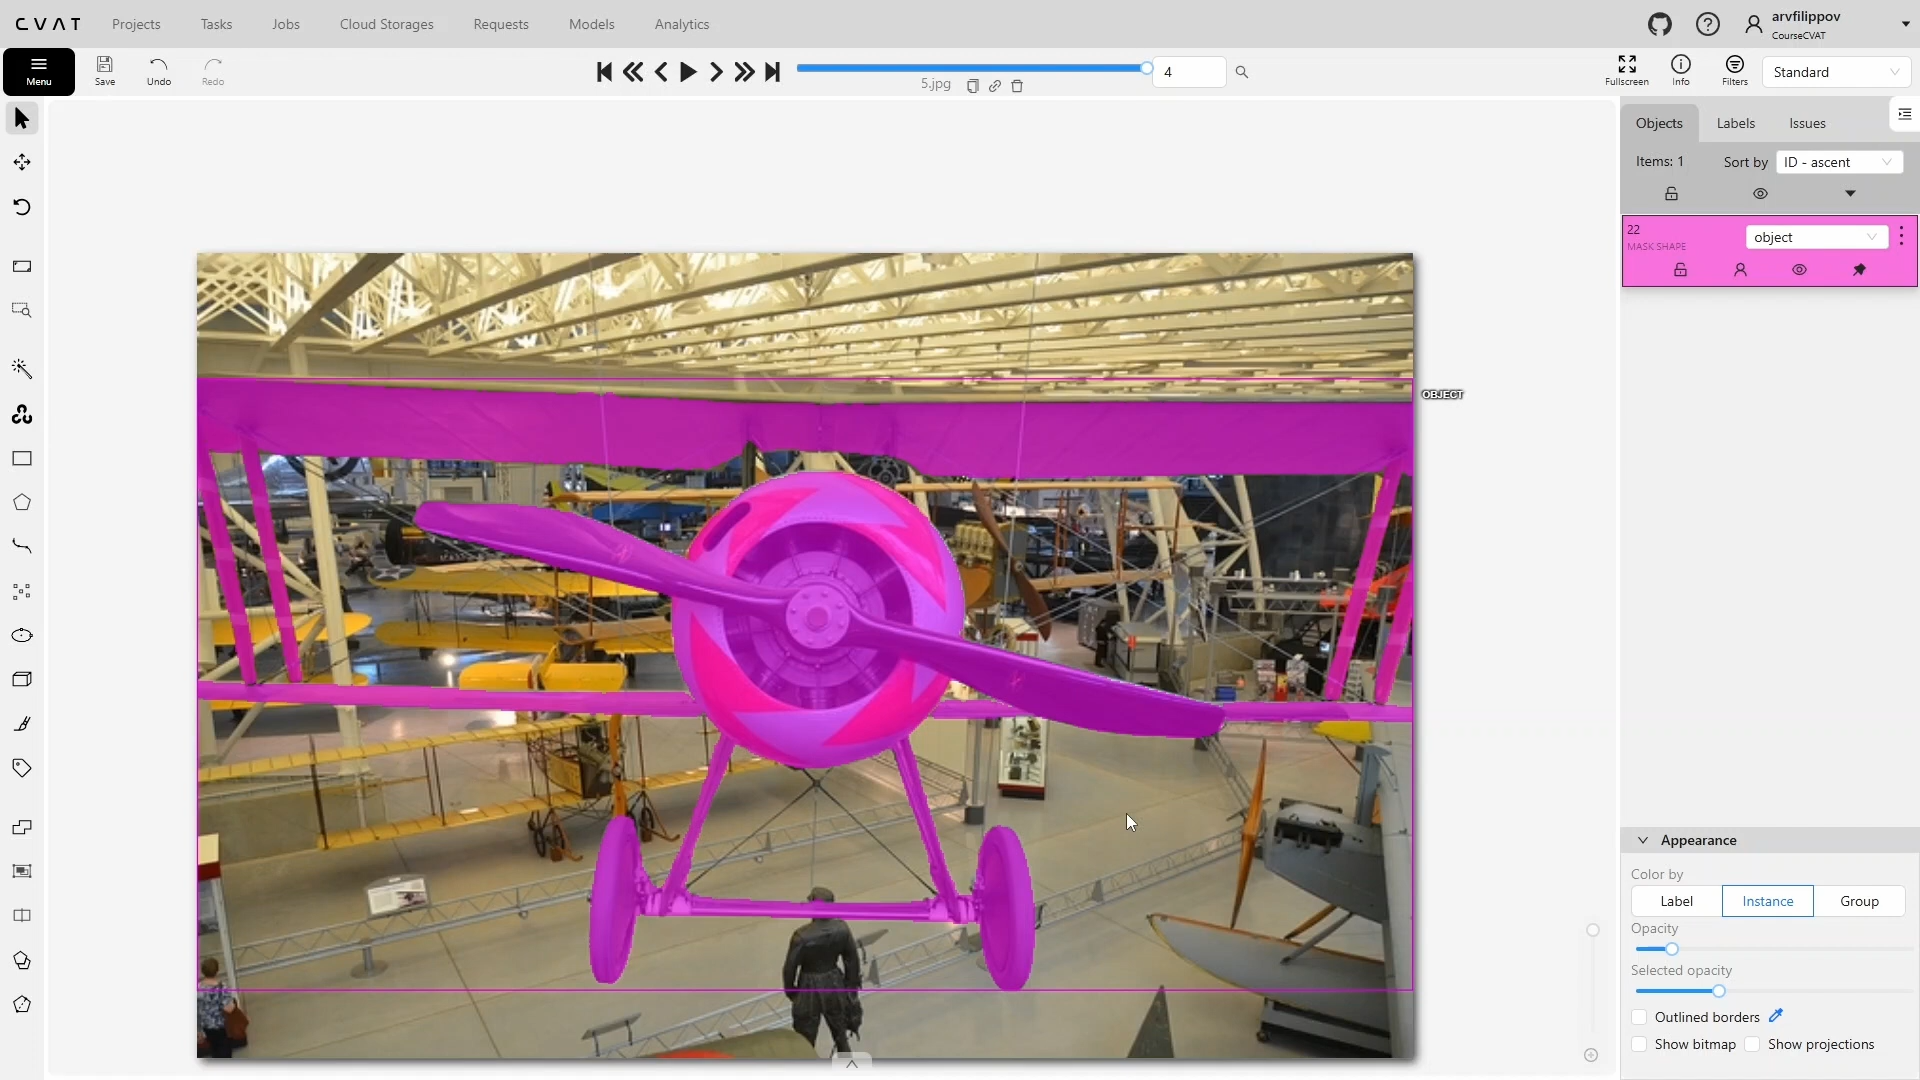 CVAT
Projects
Tasks
Jobs
Cloud Storages
Requests
Models
Analytics
arvfilippov
CourseCVAT
Menu
Save
Undo
Redo
5.jpg
4
Fullscreen
Info
Filters
Standard
Objects
Labels
Issues
Items: 1
Sort by
ID - ascent
22
MASK SHAPE
object
OBJECT
Appearance
Color by
Label
Instance
Group
Opacity
Selected opacity
Outlined borders
Show bitmap
Show projections